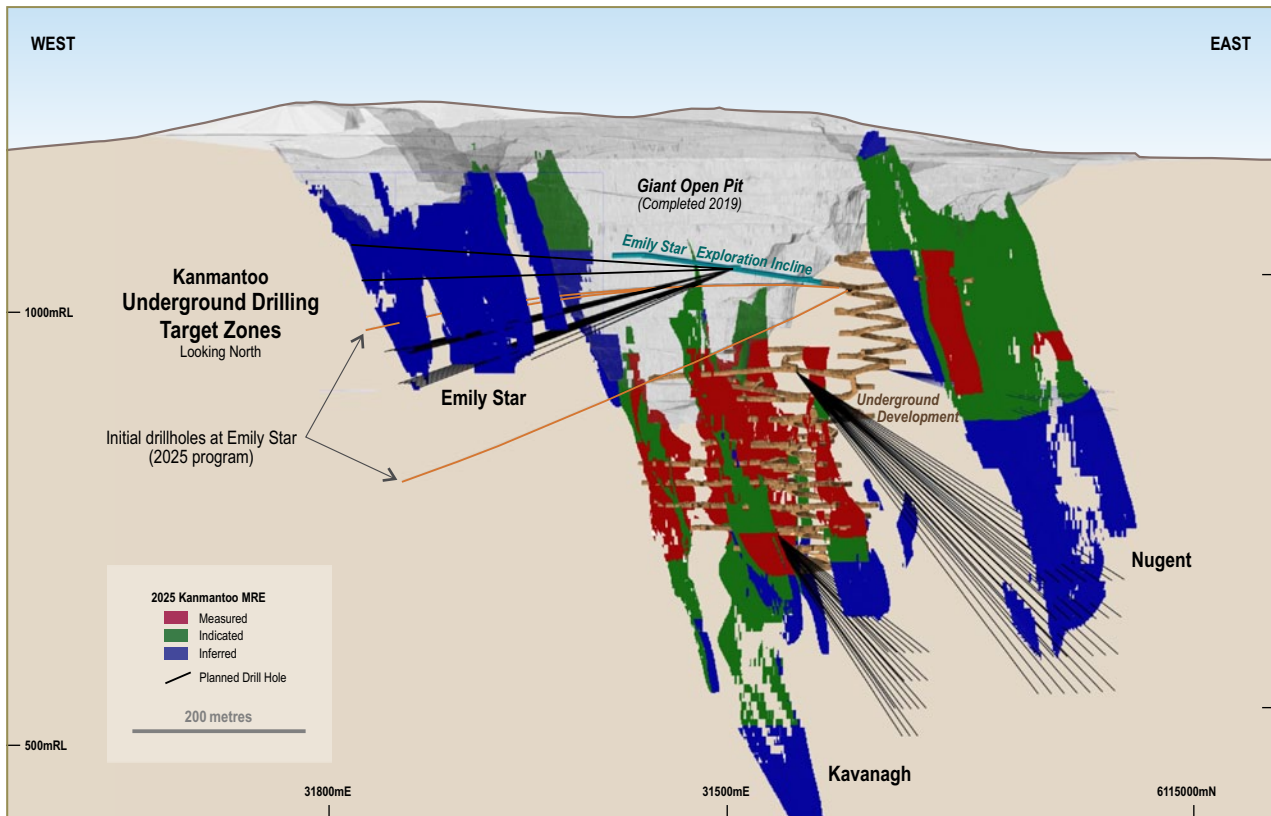 WEST
EAST
Giant Open Pit
(Completed 2019)
Emily Star Exploration Incline
Kanmantoo
Underground Drilling
Target Zones
Looking North
1000mRL
Emily Star
Underground
Development
Initial drillholes at Emily Star
(2025 program)
Nugent
2025 Kanmantoo MRE
Measured
Indicated
Inferred
Planned Drill Hole
200 metres
500mRL
Kavanagh
31800mE
31500mE
6115000mN